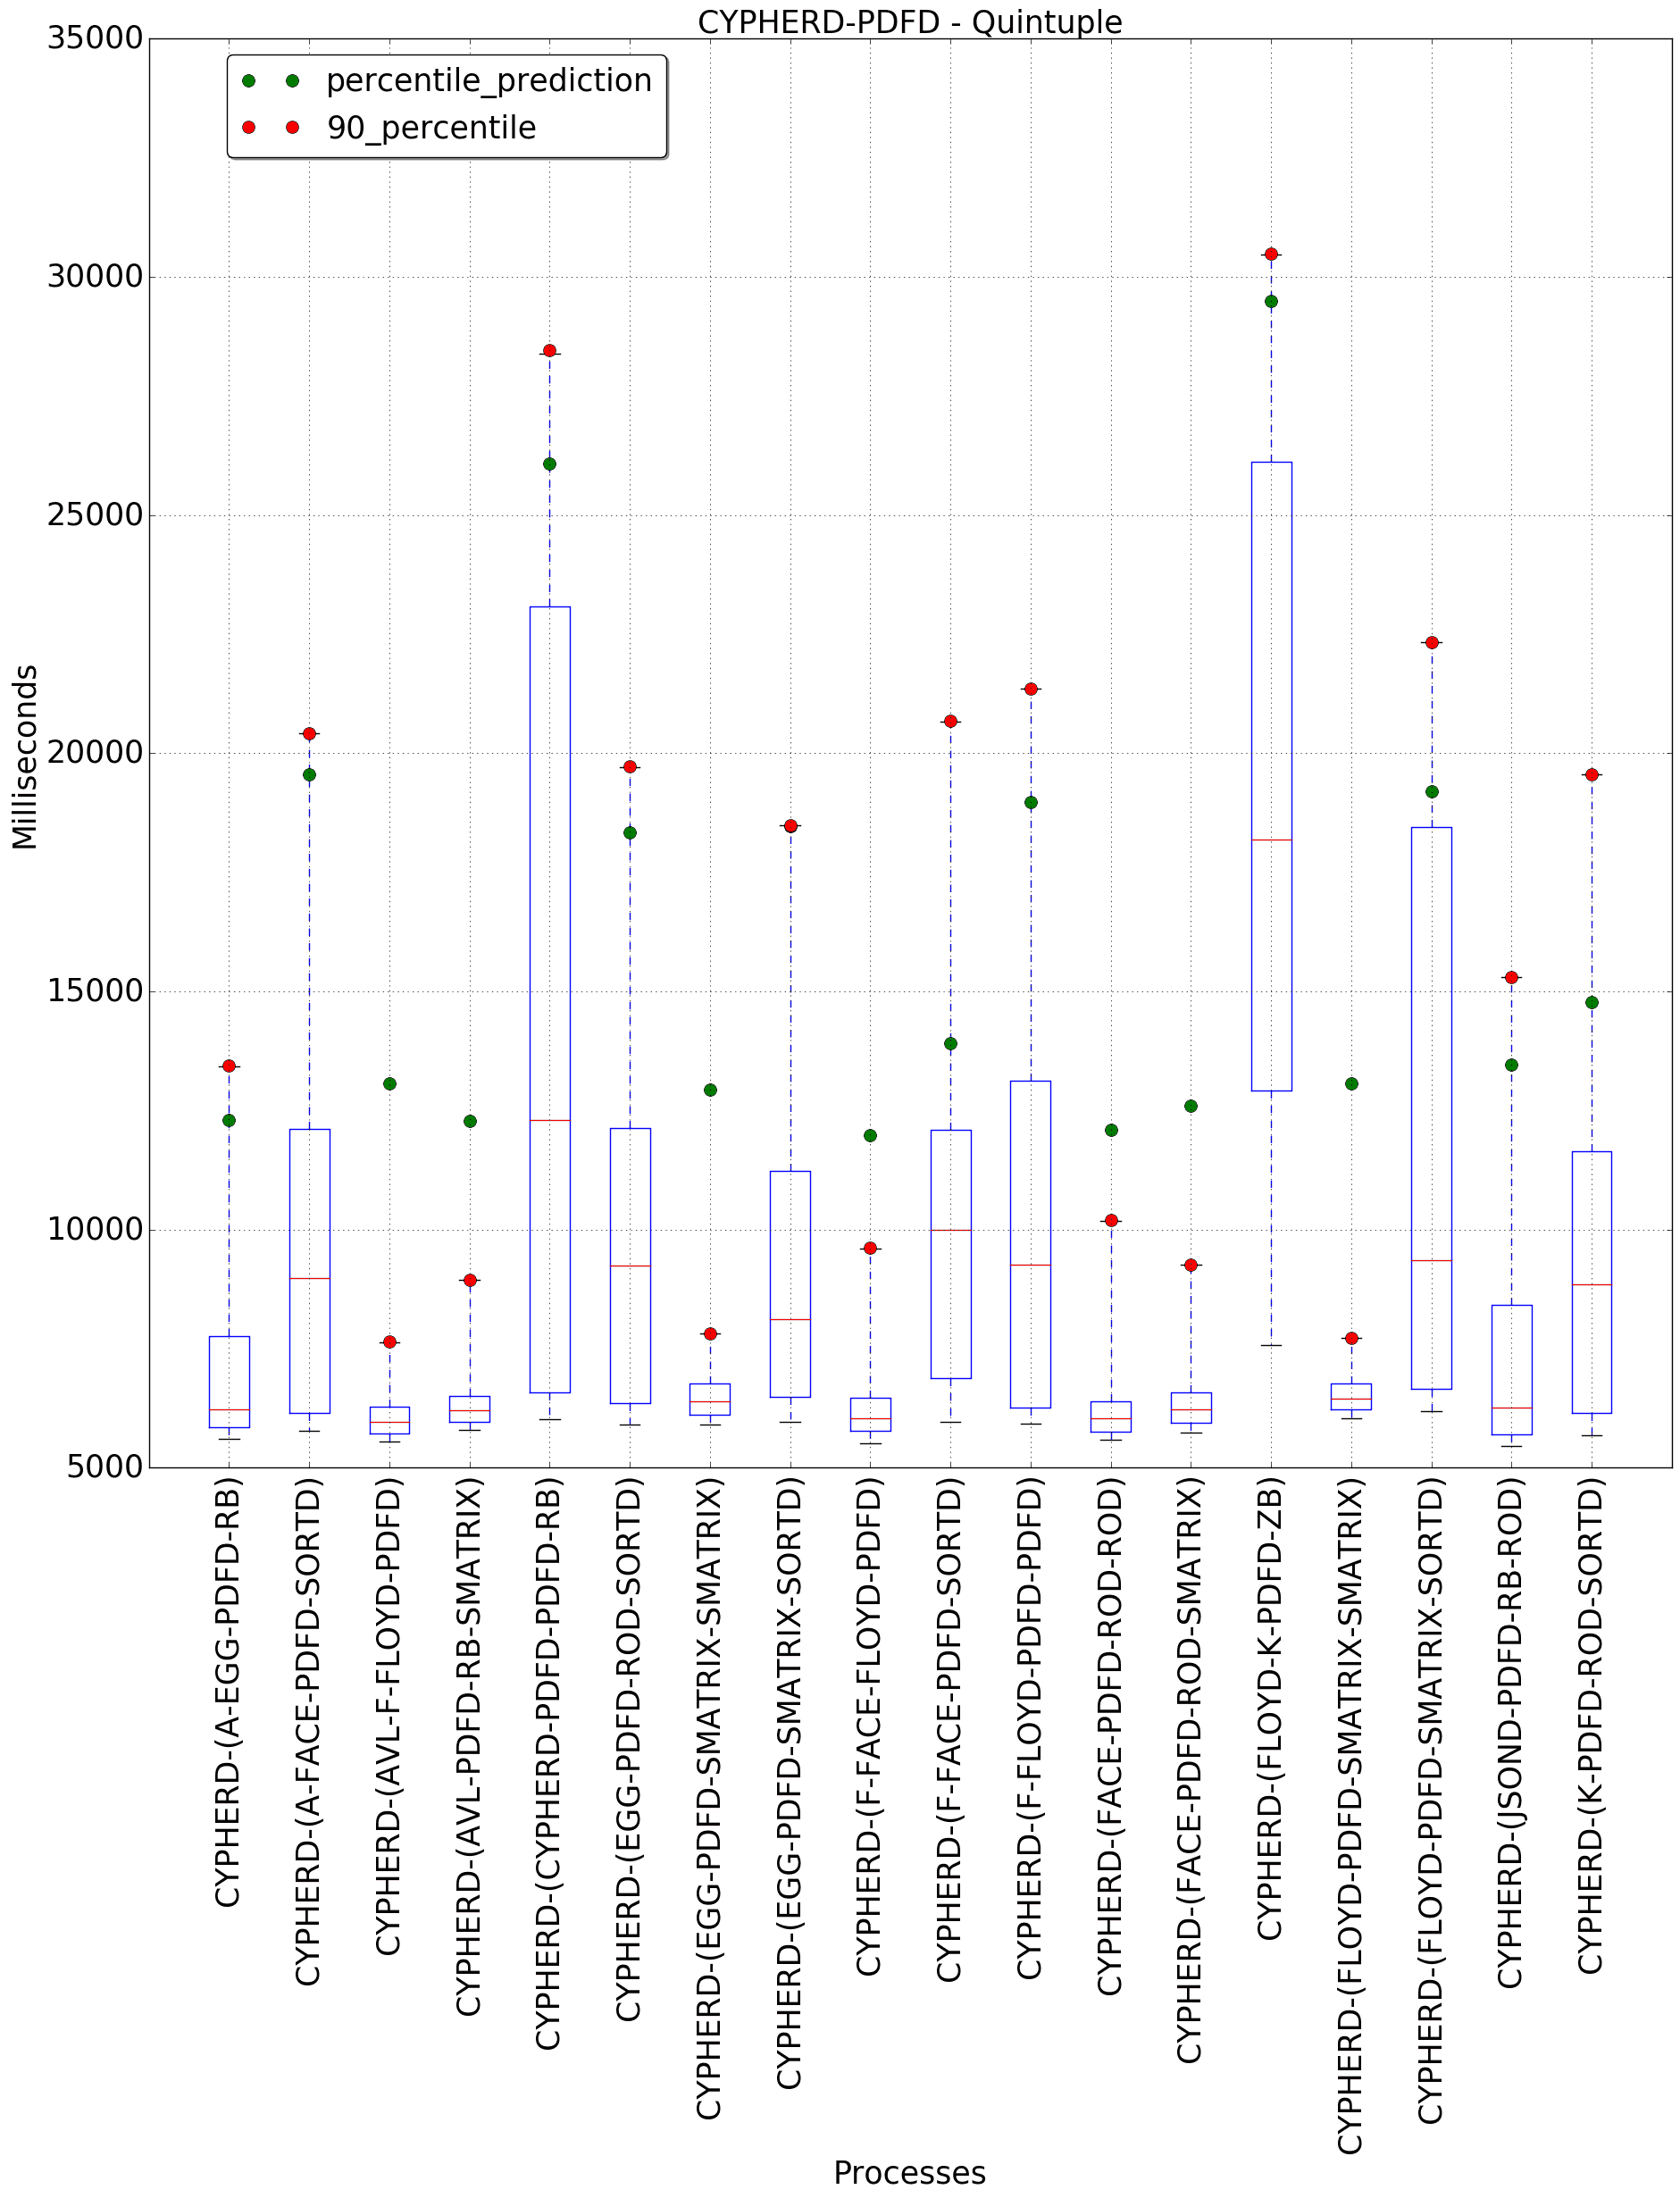 CYPHERD-PDFD - Quintuple
percentile_prediction
90_percentile
35000
30000
25000
20000
15000
10000
5000
Milliseconds
CYPHERD-(A-EGG-PDFD-RB)
CYPHERD-(A-FACE-PDFD-SORTD)
CYPHERD-(AVL-F-FLOYD-PDFD)
CYPHERD-(AVL-PDFD-RB-SMATRIX)
CYPHERD-(CYPHERD-PDFD-PDFD-RB)
CYPHERD-(EGG-PDFD-ROD-SORTD)
CYPHERD-(EGG-PDFD-SMATRIX-SMATRIX)
CYPHERD-(EGG-PDFD-SMATRIX-SORTD)
CYPHERD-(F-FACE-FLOYD-PDFD)
CYPHERD-(F-FACE-PDFD-SORTD)
CYPHERD-(F-FLOYD-PDFD-PDFD)
CYPHERD-(FACE-PDFD-ROD-ROD)
CYPHERD-(FACE-PDFD-ROD-SMATRIX)
CYPHERD-(FLOYD-K-PDFD-ZB)
CYPHERD-(FLOYD-PDFD-SMATRIX-SMATRIX)
CYPHERD-(FLOYD-PDFD-SMATRIX-SORTD)
CYPHERD-(JSOND-PDFD-RB-ROD)
CYPHERD-(K-PDFD-ROD-SORTD)
Processes